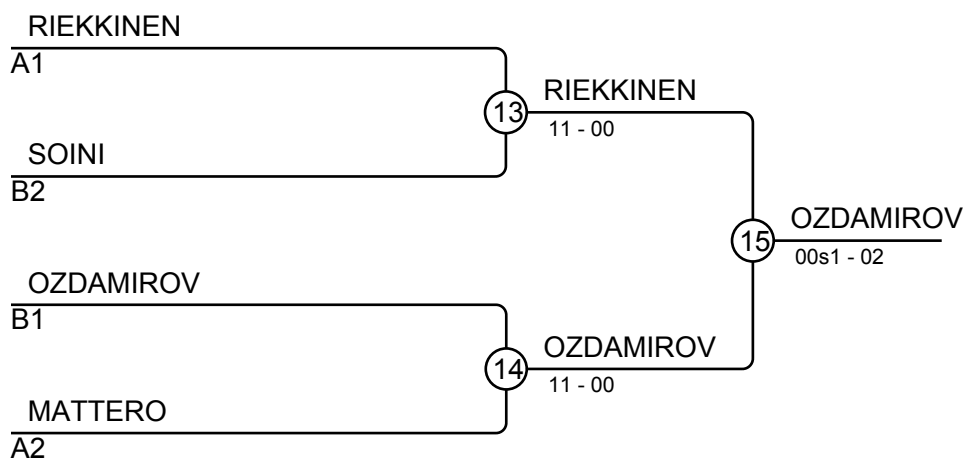 RIEKKINEN
A1
13
RIEKKINEN
11 - 00
SOINI
B2
15
OZDAMIROV
00s1 - 02
OZDAMIROV
B1
14
OZDAMIROV
11 - 00
MATTERO
A2